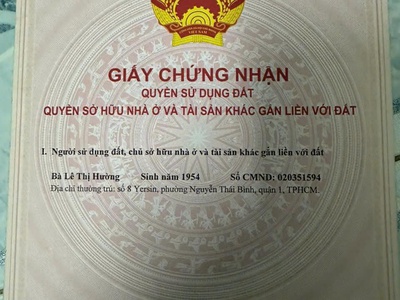 VIỆT NAM
GIẤY CHỨNG NHẬN
QUYỀN SỬ DỤNG ĐẤT
QUYỀN SỞ HỮU NHÀ Ở VÀ TÀI SẢN KHÁC GẮN LIỀN VỚI ĐẤT
I. Người sử dụng đất, chủ sở hữu nhà ở và tài sản khác gắn liền với đất
Bà Lê Thị Hường Sinh năm 1954 Số CMND: 020351594
Địa chỉ thường trú: số 8 Yersin, phường Nguyễn Thái Bình, quận 1, TPHCM.